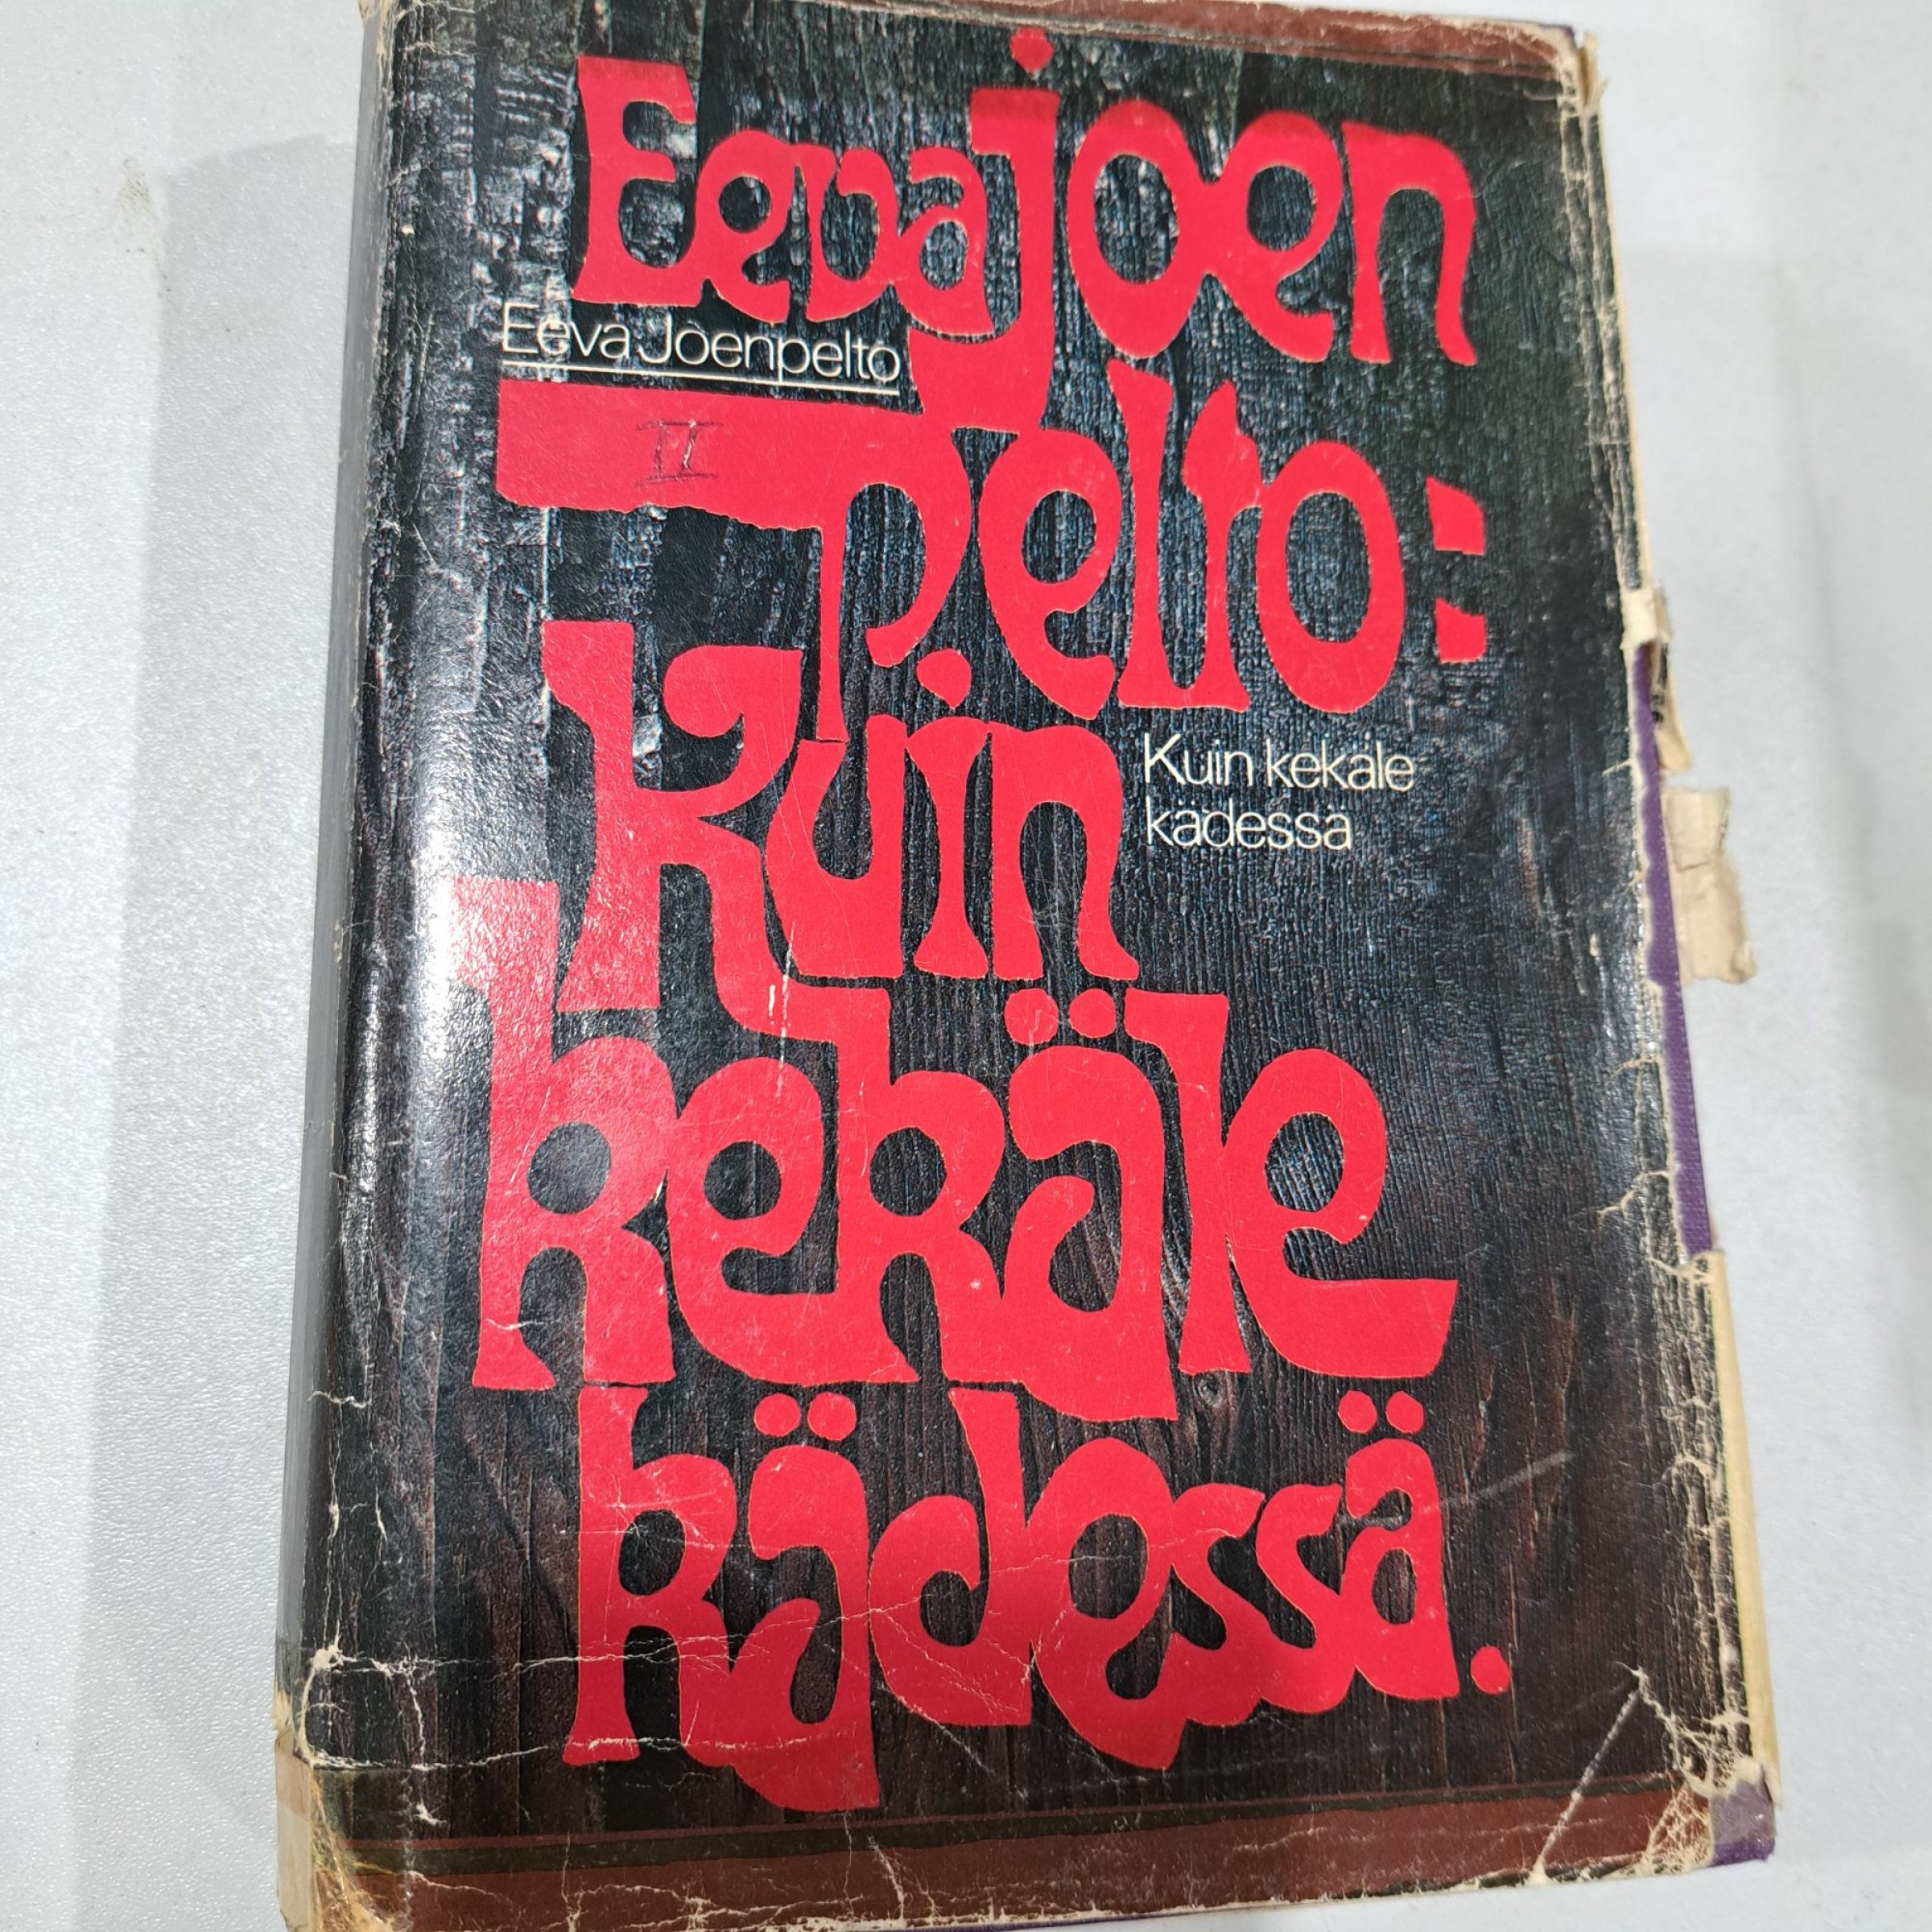 Eeva joen
Eeva Joenpelto
II
pelto:
kuin
Kuin kekäle
kädessä
kekäle
kädessä.